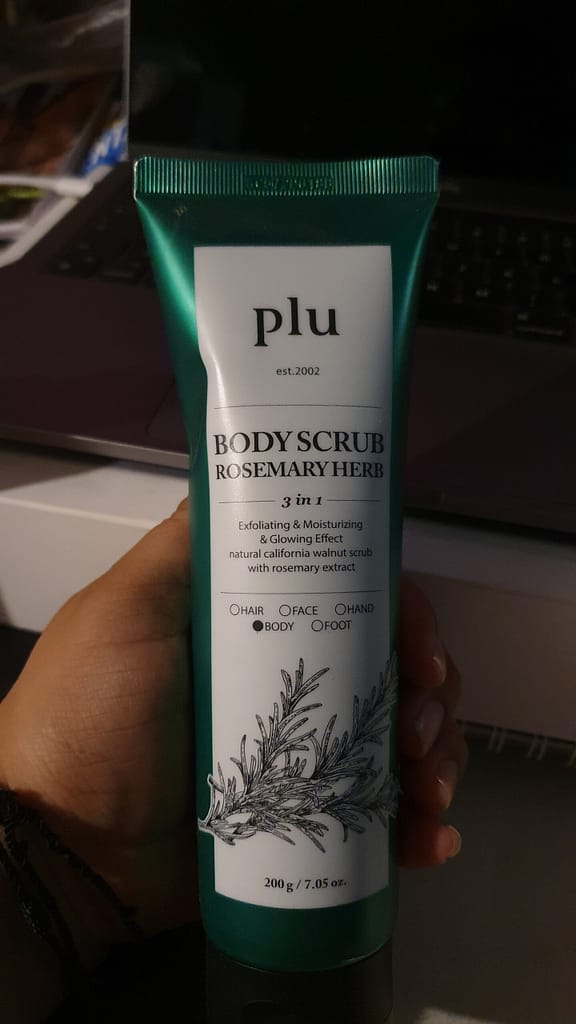 plu
est.2002
BODY SCRUB
ROSEMARY HERB
3 in 1
Exfoliating & Moisturizing
& Glowing Effect
natural california walnut scrub
with rosemary extract
○HAIR ○FACE ○HAND
●BODY ○FOOT
200 g / 7.05 oz.